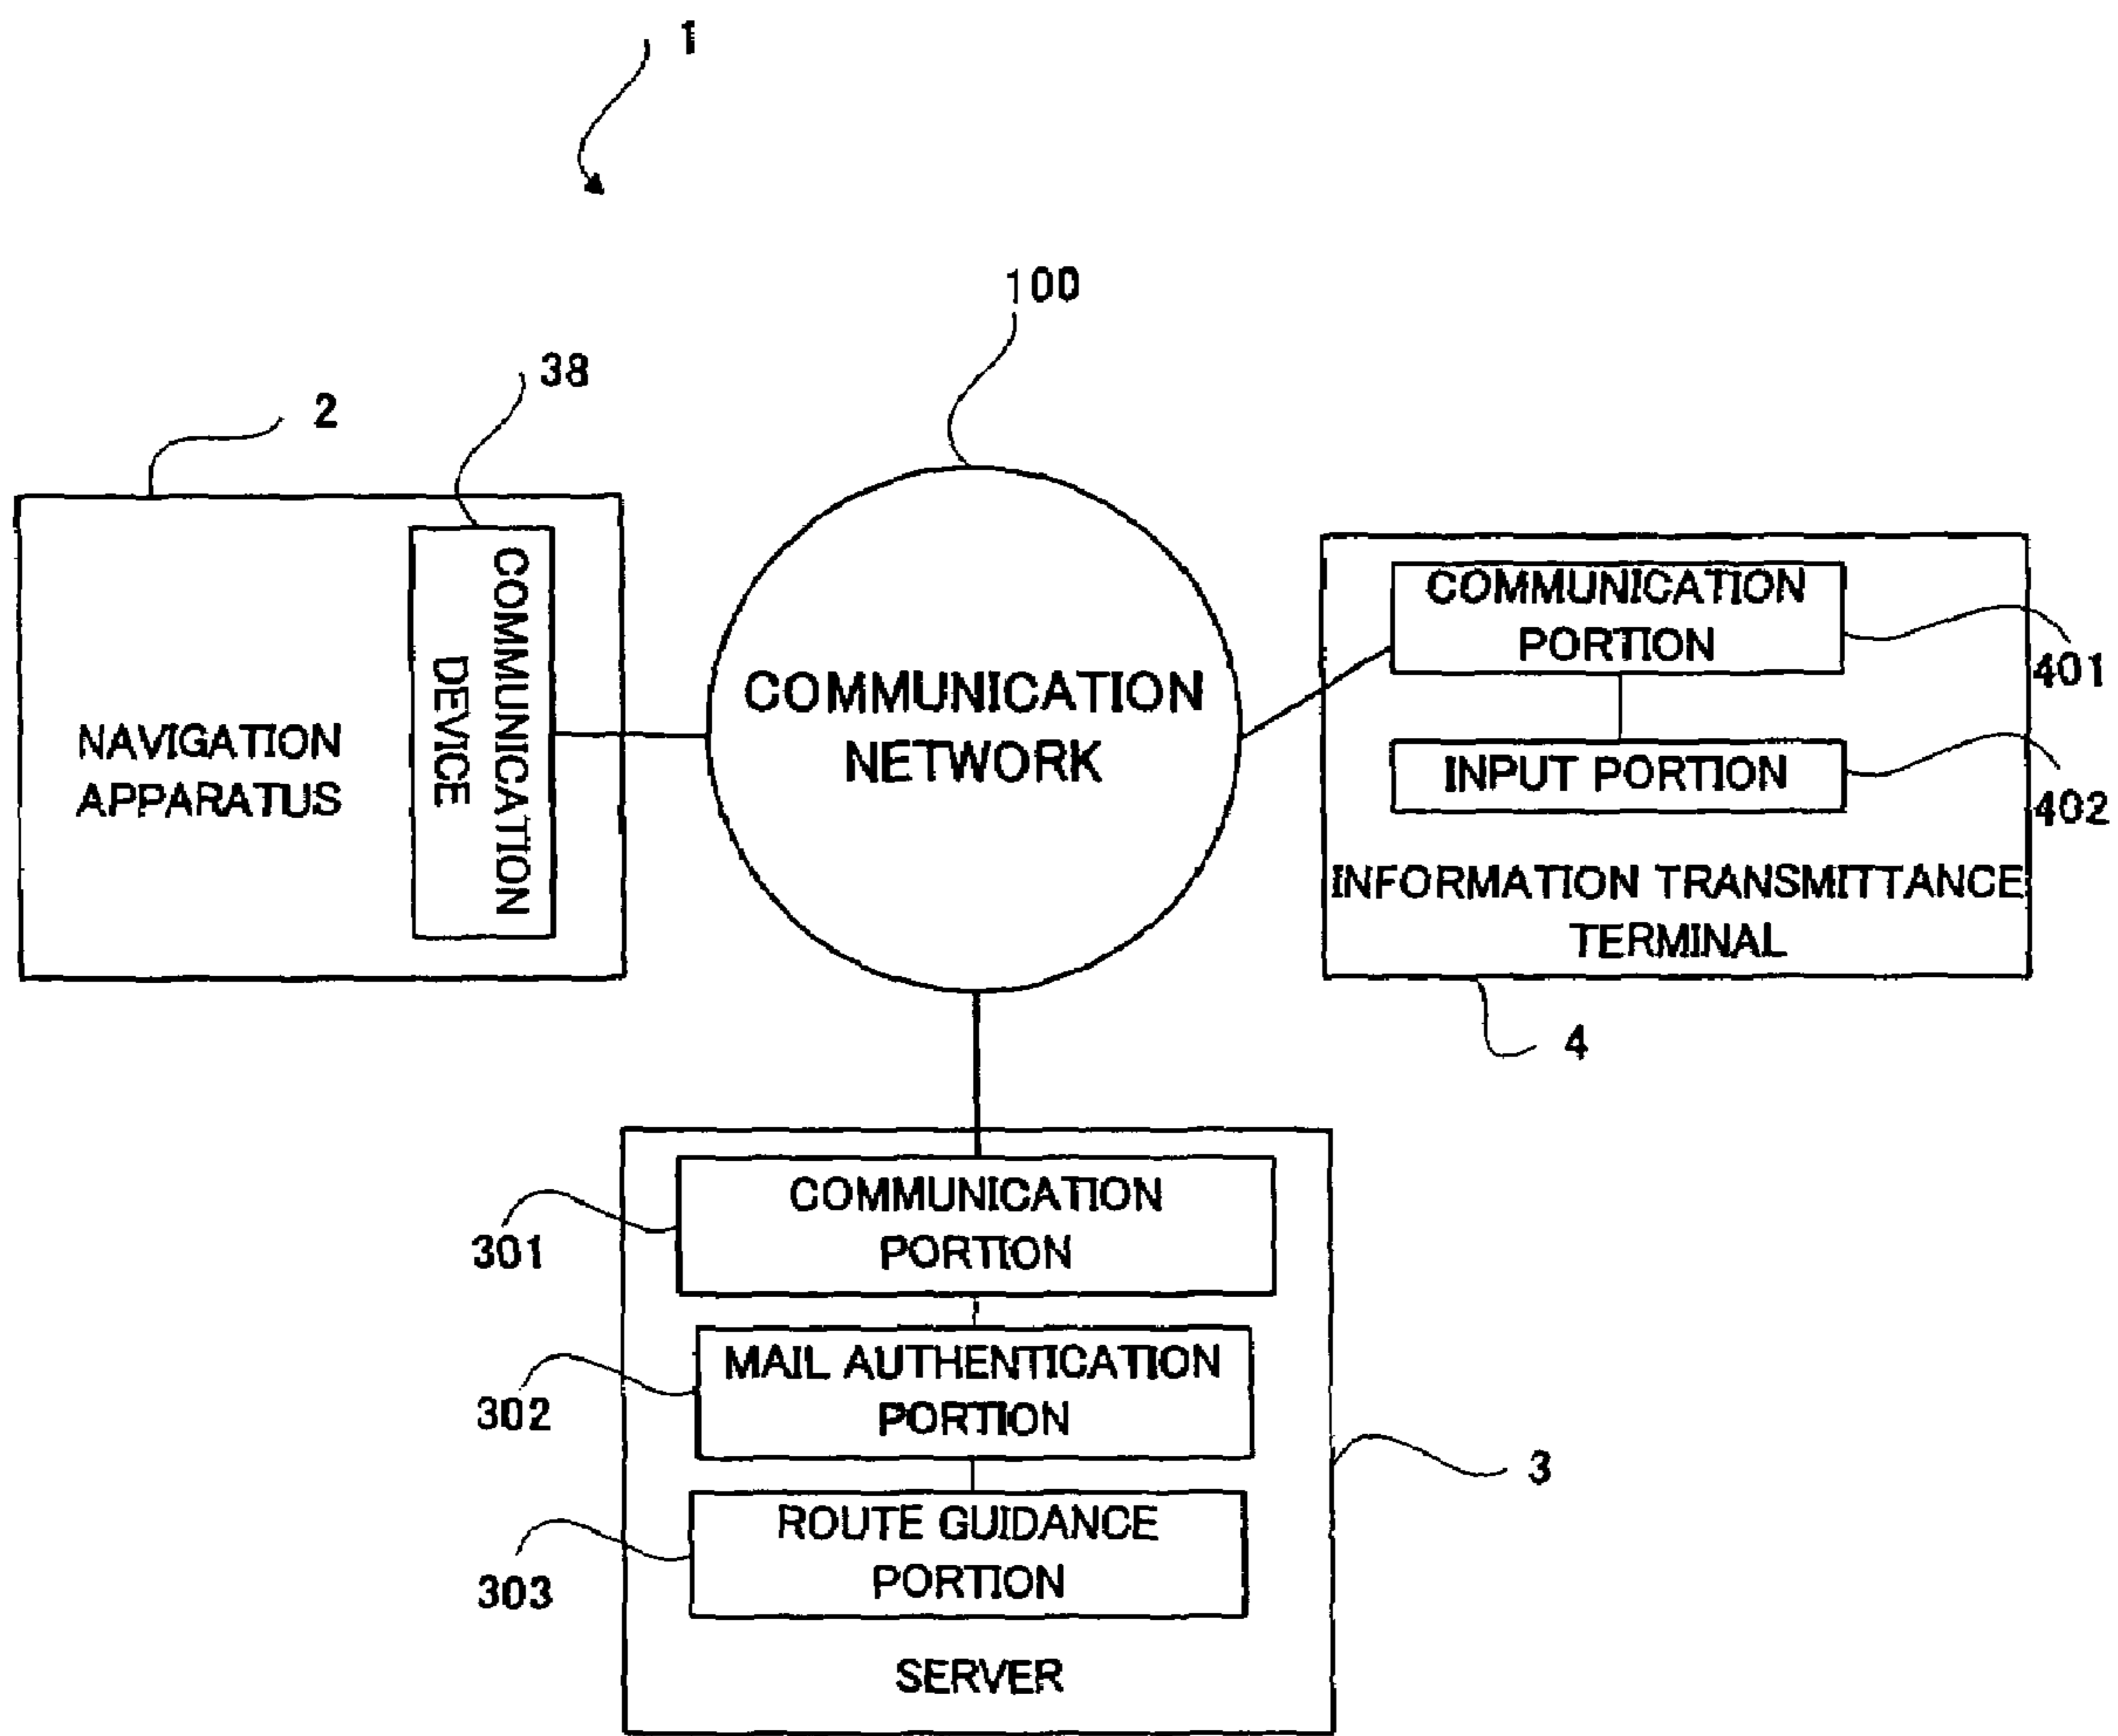 1
100
38
2
COMMUNICATION
DEVICE
NAVIGATION
APPARATUS
COMMUNICATION
NETWORK
COMMUNICATION
PORTION
401
INPUT PORTION
402
INFORMATION TRANSMITTANCE
TERMINAL
4
COMMUNICATION
PORTION
301
MAIL AUTHENTICATION
PORTION
302
3
ROUTE GUIDANCE
PORTION
303
SERVER